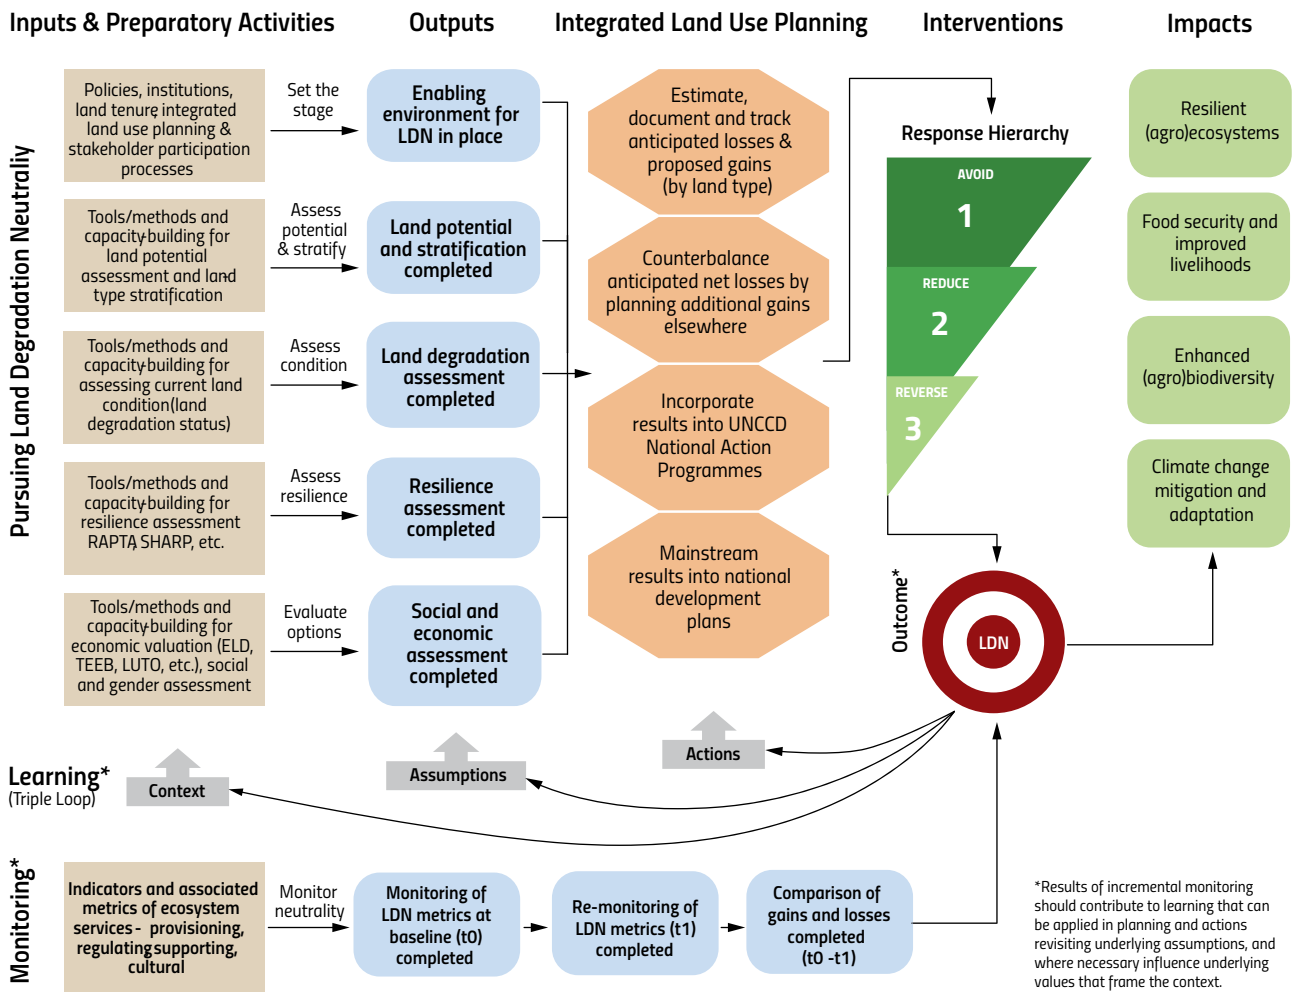 Inputs & Preparatory Activities
Outputs
Integrated Land Use Planning
Interventions
Impacts
Pursuing Land Degradation Neutraliy
Policies, institutions,
land tenure, integrated
land use planning &
stakeholder participation
processes
Set the
stage
Enabling
environment for
LDN in place
Tools/methods and
capacity-building for
land potential
assessment and land-
type stratification
Assess
potential
& stratify
Land potential
and stratification
completed
Tools/methods and
capacity-building for
assessing current land
condition(land
degradation status)
Assess
condition
Land degradation
assessment
completed
Tools/methods and
capacity-building for
resilience assessment
RAPTA, SHARP, etc.
Assess
resilience
Resilience
assessment
completed
Tools/methods and
capacity-building for
economic valuation (ELD,
TEEB, LUTO, etc.), social
and gender assessment
Evaluate
options
Social and
economic
assessment
completed
Estimate,
document and track
anticipated losses &
proposed gains
(by land type)
Counterbalance
anticipated net losses by
planning additional gains
elsewhere
Incorporate
results into UNCCD
National Action
Programmes
Mainstream
results into national
development
plans
Response Hierarchy
AVOID
1
REDUCE
2
REVERSE
3
Outcome*
LDN
Resilient
(agro)ecosystems
Food security and
improved
livelihoods
Enhanced
(agro)biodiversity
Climate change
mitigation and
adaptation
Learning*
(Triple Loop)
Context
Assumptions
Actions
Monitoring*
Indicators and associated
metrics of ecosystem
services - provisioning,
regulating, supporting,
cultural
Monitor
neutrality
Monitoring of
LDN metrics at
baseline (t0)
completed
Re-monitoring of
LDN metrics (t1)
completed
Comparison of
gains and losses
completed
(t0 -t1)
*Results of incremental monitoring
should contribute to learning that can
be applied in planning and actions
revisiting underlying assumptions, and
where necessary influence underlying
values that frame the context.